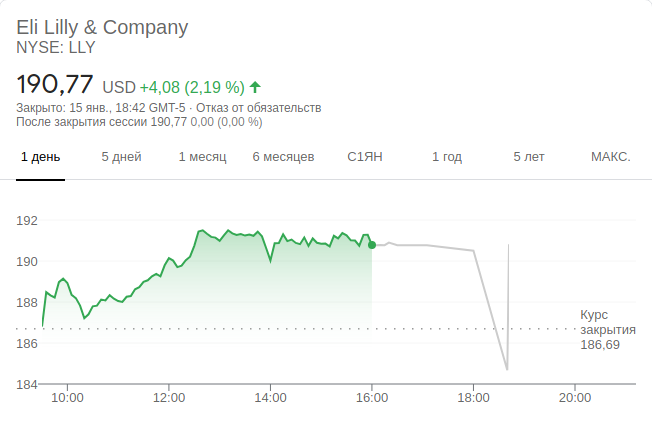 Eli Lilly & Company
NYSE: LLY
190,77 USD +4,08 (2,19 %)
Закрыто: 15 янв., 18:42 GMT-5 · Отказ от обязательств
После закрытия сессии 190,77 0,00 (0,00 %)
1 день 5 дней 1 месяц 6 месяцев С1ЯН 1 год 5 лет МАКС.
192
190
188
Курс
закрытия
186,69
186
184
10:00 12:00 14:00 16:00 18:00 20:00